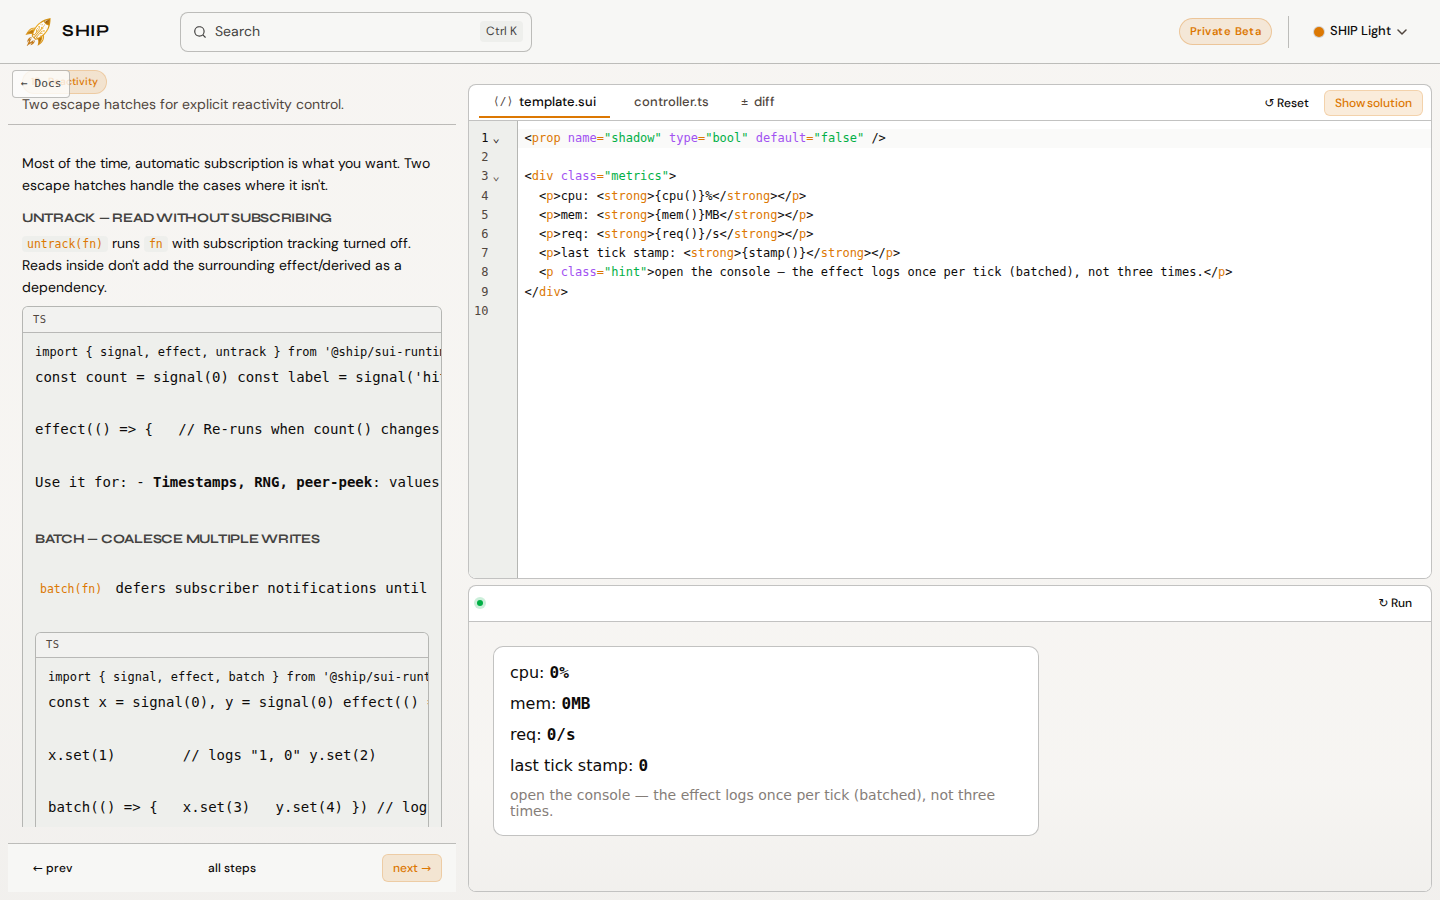 SHIP
Search
Ctrl K
Private Beta
SHIP Light
← Docs
Two escape hatches for explicit reactivity control.
Most of the time, automatic subscription is what you want. Two
escape hatches handle the cases where it isn't.
UNTRACK — READ WITHOUT SUBSCRIBING
untrack(fn) runs fn with subscription tracking turned off.
Reads inside don't add the surrounding effect/derived as a
dependency.
TS
import { signal, effect, untrack } from '@ship/sui-runtim
const count = signal(0) const label = signal('hi
effect(() => {   // Re-runs when count() changes
Use it for: - Timestamps, RNG, peer-peek: values
BATCH — COALESCE MULTIPLE WRITES
batch(fn) defers subscriber notifications until
TS
import { signal, effect, batch } from '@ship/sui-runt
const x = signal(0), y = signal(0) effect(()
x.set(1)        // logs "1, 0" y.set(2)
batch(() => {   x.set(3)   y.set(4) }) // log
← prev
all steps
next →
template.sui
controller.ts
± diff
↺ Reset
Show solution
1 <prop name="shadow" type="bool" default="false" />
2
3 <div class="metrics">
4   <p>cpu: <strong>{cpu()}%</strong></p>
5   <p>mem: <strong>{mem()}MB</strong></p>
6   <p>req: <strong>{req()}/s</strong></p>
7   <p>last tick stamp: <strong>{stamp()}</strong></p>
8   <p class="hint">open the console — the effect logs once per tick (batched), not three times.</p>
9 </div>
10
↻ Run
cpu: 0%
mem: 0MB
req: 0/s
last tick stamp: 0
open the console — the effect logs once per tick (batched), not three
times.